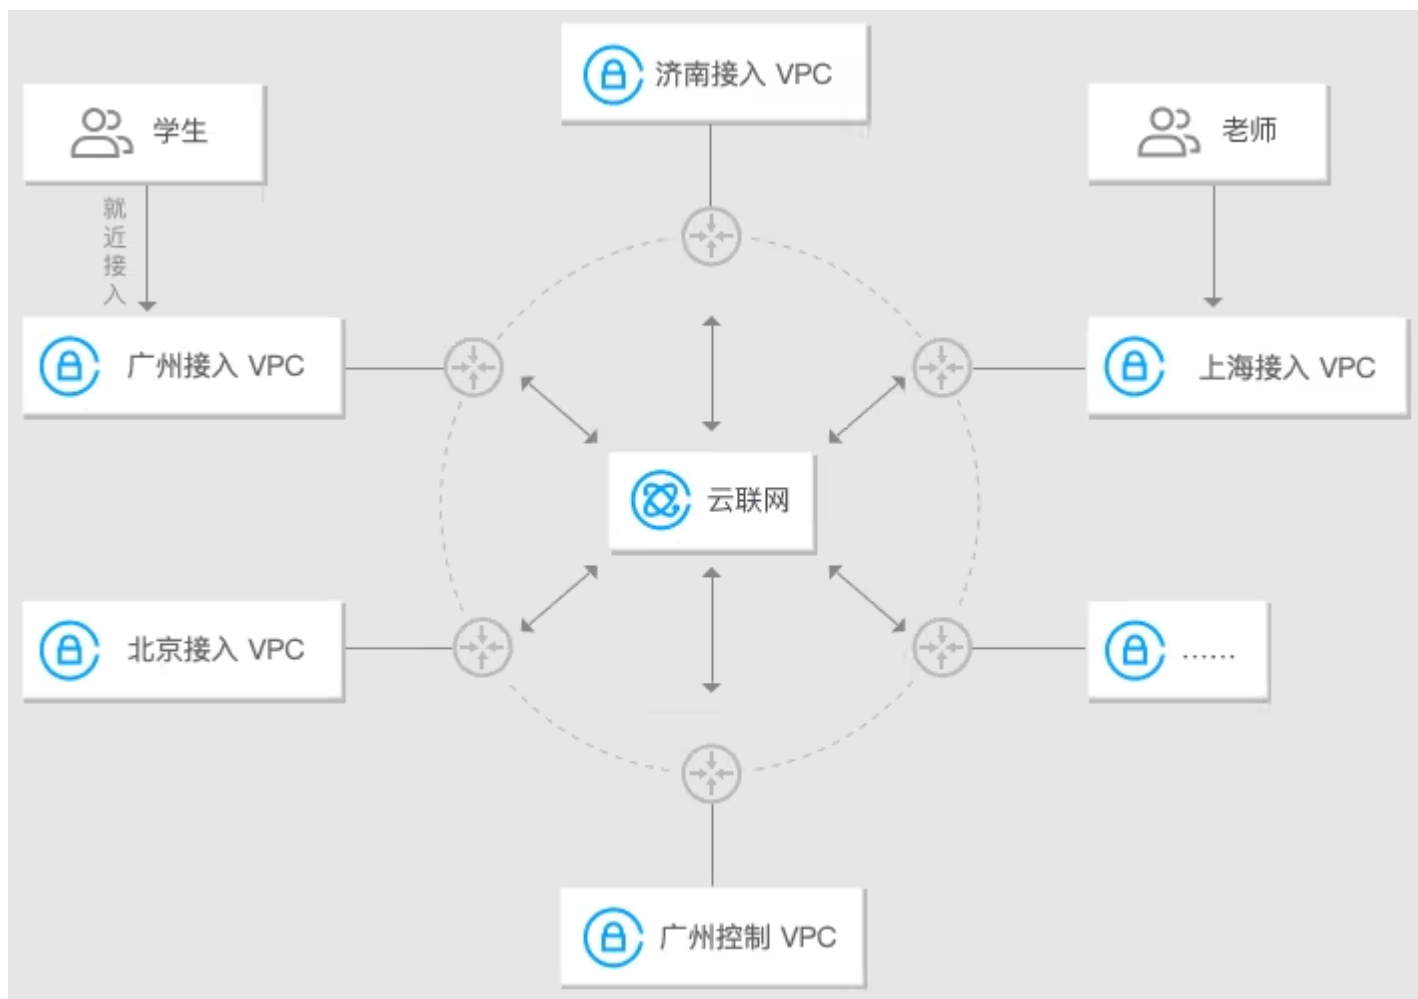 济南接入 VPC
学生
老师
就
近
接
入
广州接入 VPC
上海接入 VPC
云联网
北京接入 VPC
……
广州控制 VPC